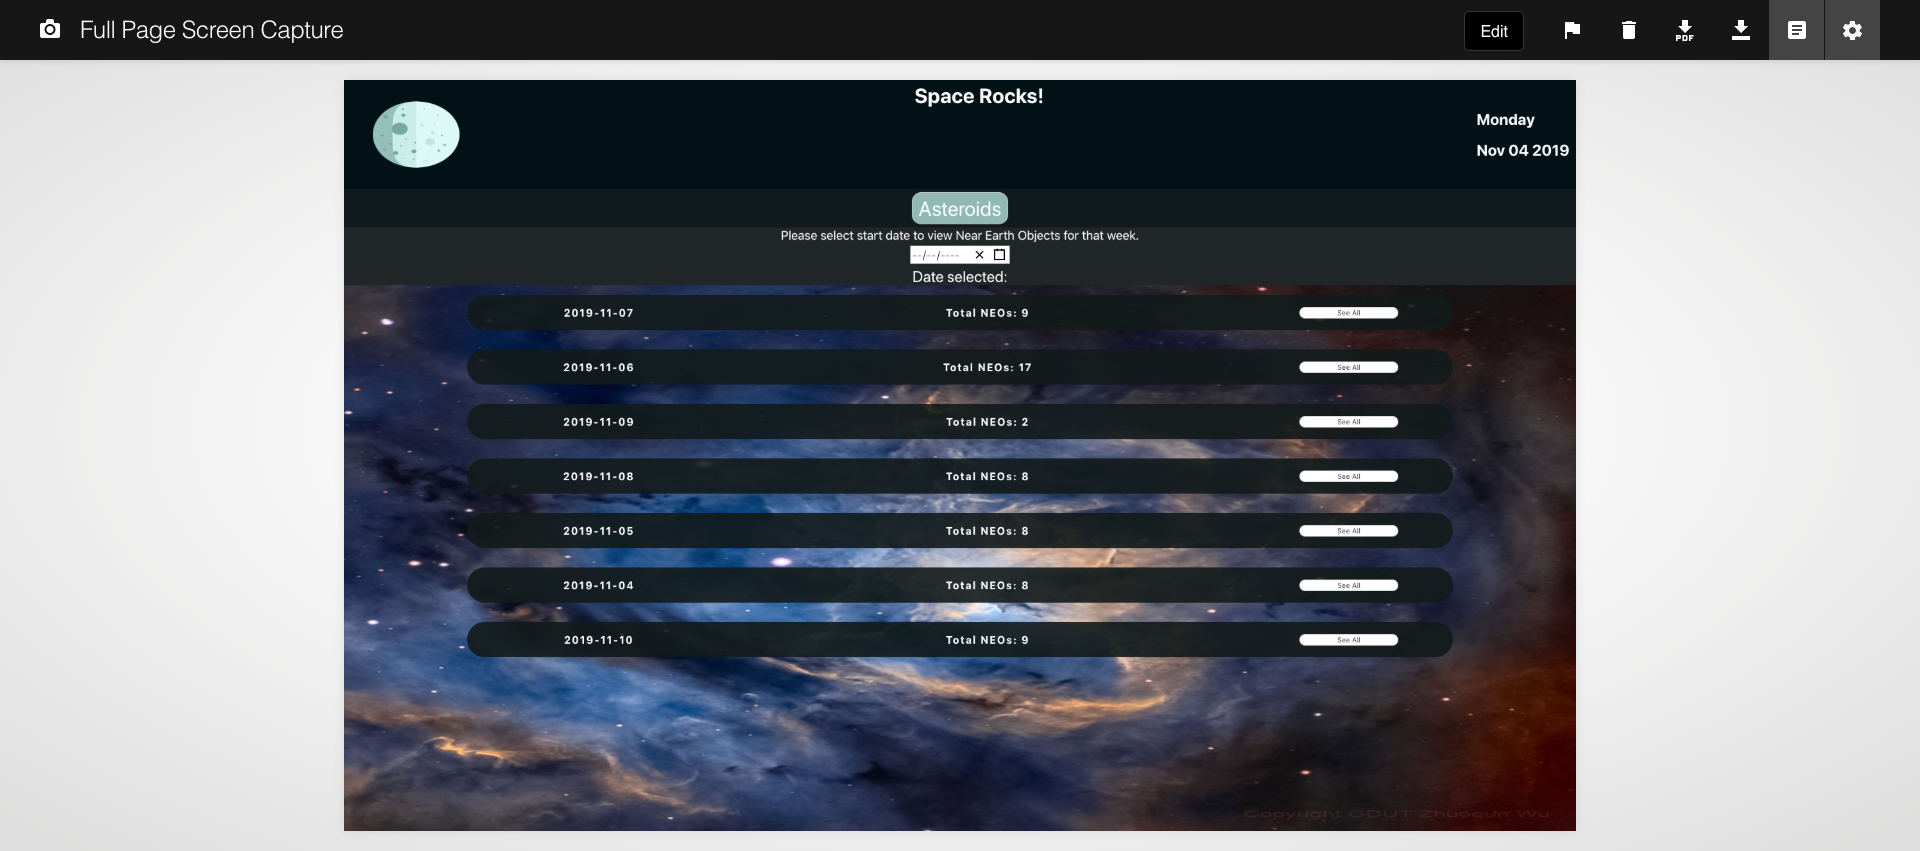 Full Page Screen Capture
Edit
PDF
Space Rocks!
Monday
Nov 04 2019
Asteroids
Please select start date to view Near Earth Objects for that week.
--/--/----
Date selected:
2019-11-07 Total NEOs: 9 See All
2019-11-06 Total NEOs: 17 See All
2019-11-09 Total NEOs: 2 See All
2019-11-08 Total NEOs: 8 See All
2019-11-05 Total NEOs: 8 See All
2019-11-04 Total NEOs: 8 See All
2019-11-10 Total NEOs: 9 See All
Copyright GDUT Zhuoqun Wu